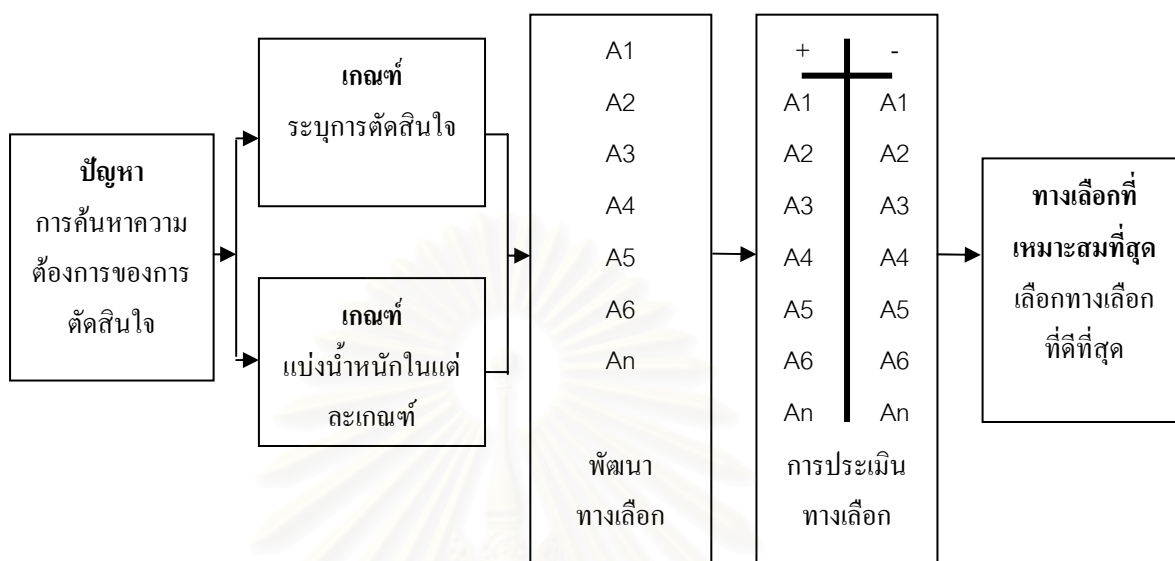 ปัญหา
การค้นหาความ
ต้องการของการ
ตัดสินใจ
เกณฑ์
ระบุการตัดสินใจ
เกณฑ์
แบ่งน้ำหนักในแต่
ละเกณฑ์
A1
A2
A3
A4
A5
A6
An
พัฒนา
ทางเลือก
+ -
A1 A1
A2 A2
A3 A3
A4 A4
A5 A5
A6 A6
An An
การประเมิน
ทางเลือก
ทางเลือกที่
เหมาะสมที่สุด
เลือกทางเลือก
ที่ดีที่สุด